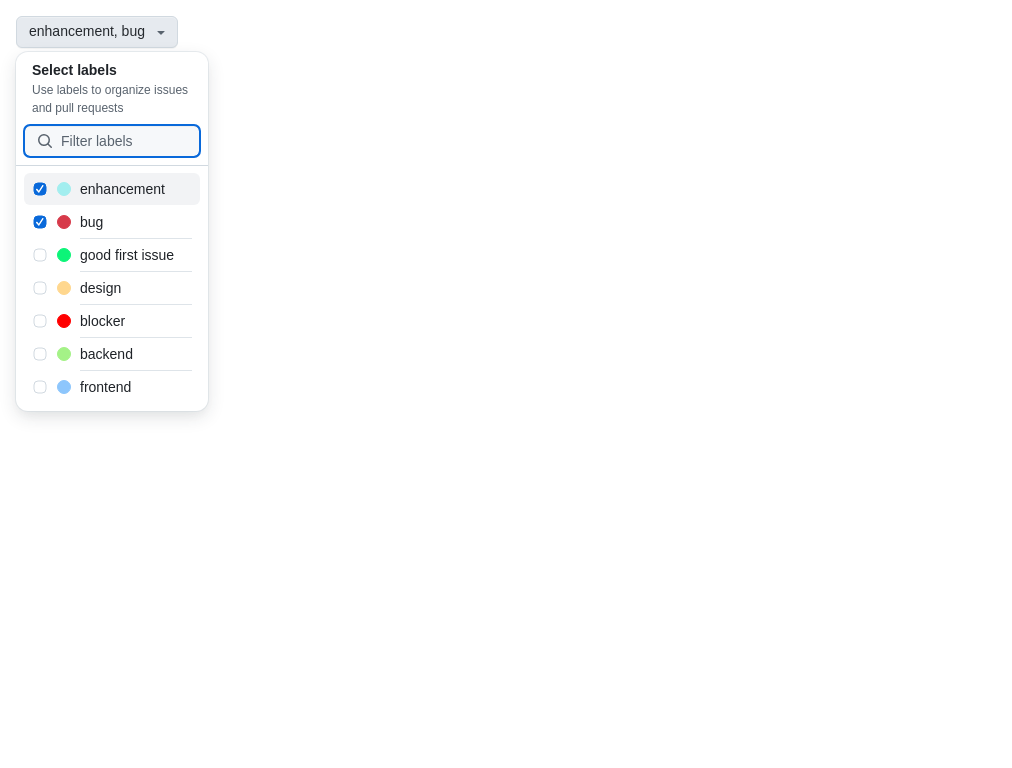 enhancement, bug
Select labels
Use labels to organize issues
and pull requests
Filter labels
enhancement
bug
good first issue
design
blocker
backend
frontend